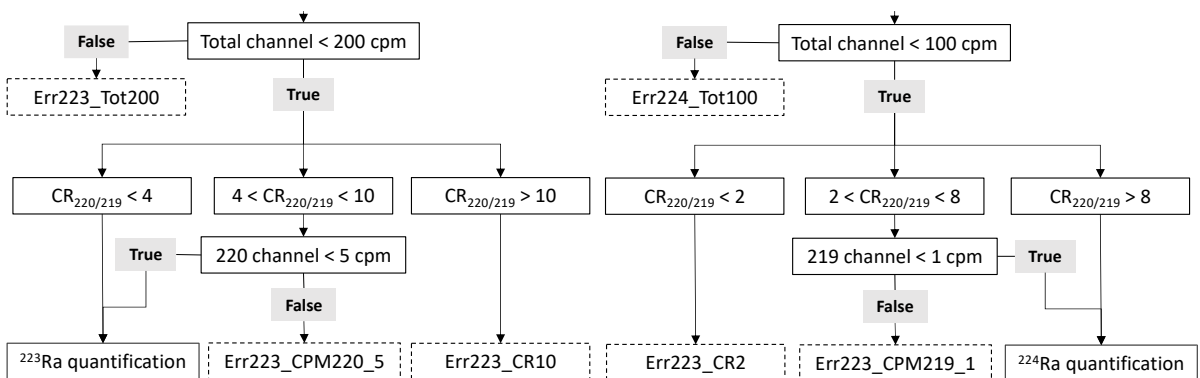 Total channel < 200 cpm
False
Err223_Tot200
True
CR220/219 < 4
4 < CR220/219 < 10
CR220/219 > 10
True
220 channel < 5 cpm
False
223Ra quantification
Err223_CPM220_5
Err223_CR10
Total channel < 100 cpm
False
Err224_Tot100
True
CR220/219 < 2
2 < CR220/219 < 8
CR220/219 > 8
219 channel < 1 cpm
True
False
Err223_CR2
Err223_CPM219_1
224Ra quantification